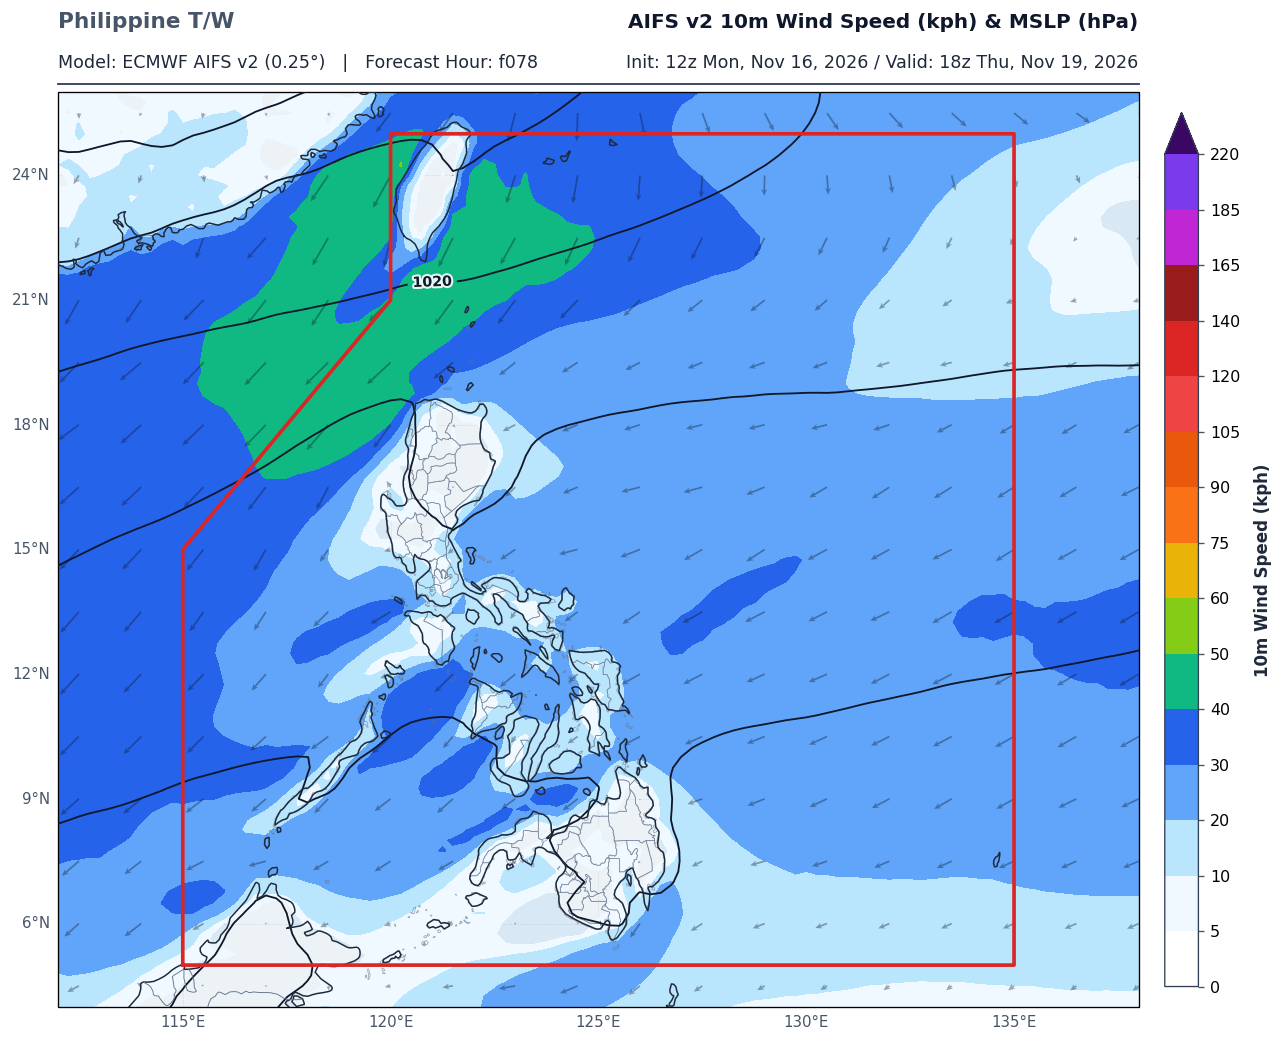 Philippine T/W
AIFS v2 10m Wind Speed (kph) & MSLP (hPa)
Model: ECMWF AIFS v2 (0.25°) | Forecast Hour: f078
Init: 12z Mon, Nov 16, 2026 / Valid: 18z Thu, Nov 19, 2026
24°N
21°N
18°N
15°N
12°N
9°N
6°N
1020
115°E
120°E
125°E
130°E
135°E
220
185
165
140
120
105
90
75
60
50
40
30
20
10
5
0
10m Wind Speed (kph)